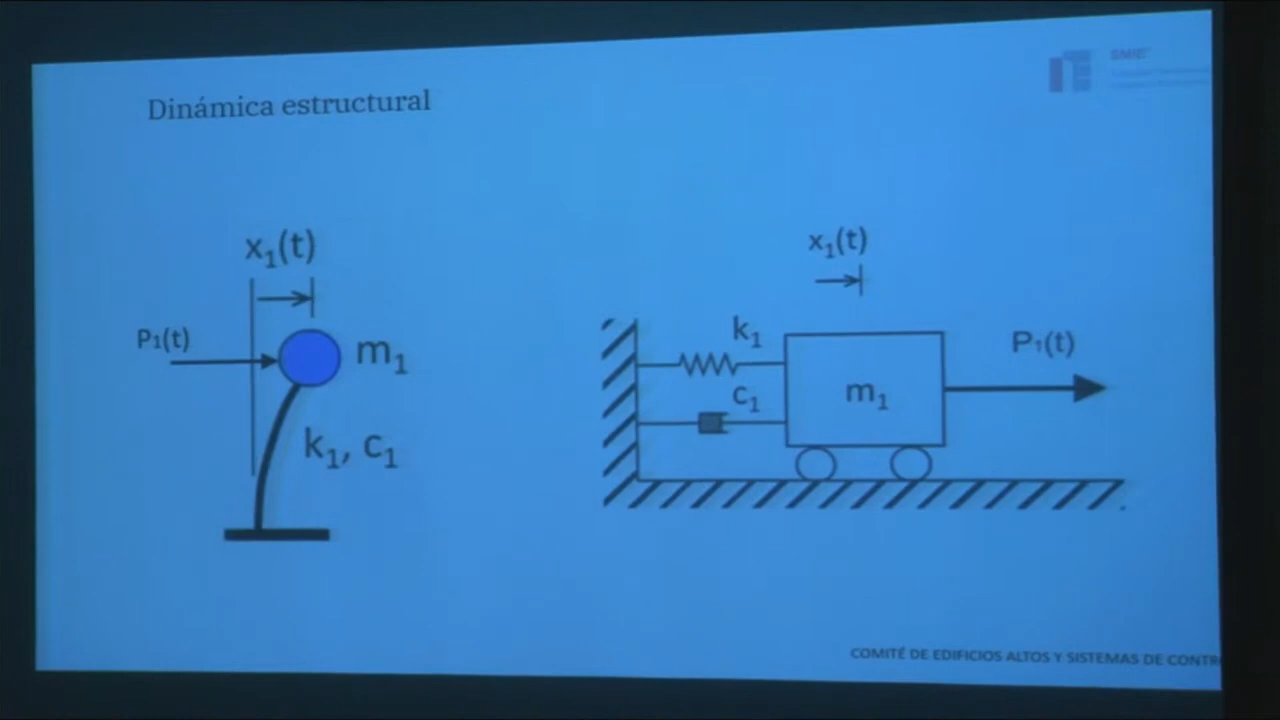 Dinámica estructural
SMIE
x₁(t)
P₁(t)
m₁
k₁, c₁
x₁(t)
k₁
c₁
m₁
P₁(t)
COMITÉ DE EDIFICIOS ALTOS Y SISTEMAS DE CONTR